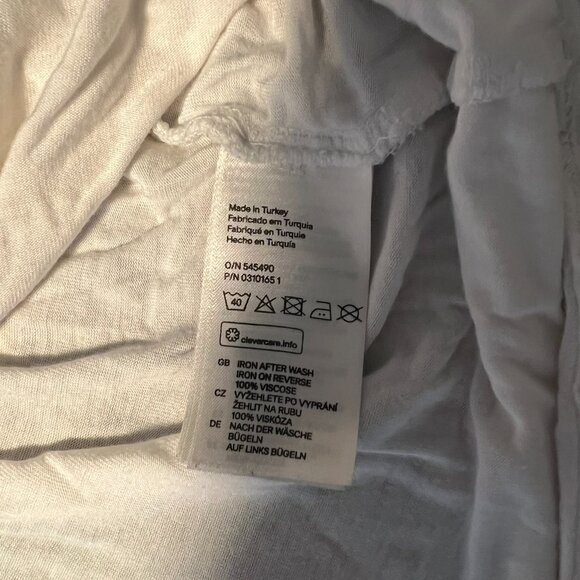 Made in Turkey
Fabricado em Turquia
Fabriqué en Turquie
Hecho en Turquía
O/N 545490
P/N 0310165 1
40
clevercare.info
GB IRON AFTER WASH
IRON ON REVERSE
100% VISCOSE
CZ VYŽEHLETE PO VYPRÁNÍ
ŽEHLIT NA RUBU
100% VISKÓZA
DE NACH DER WÄSCHE
BÜGELN
AUF LINKS BÜGELN